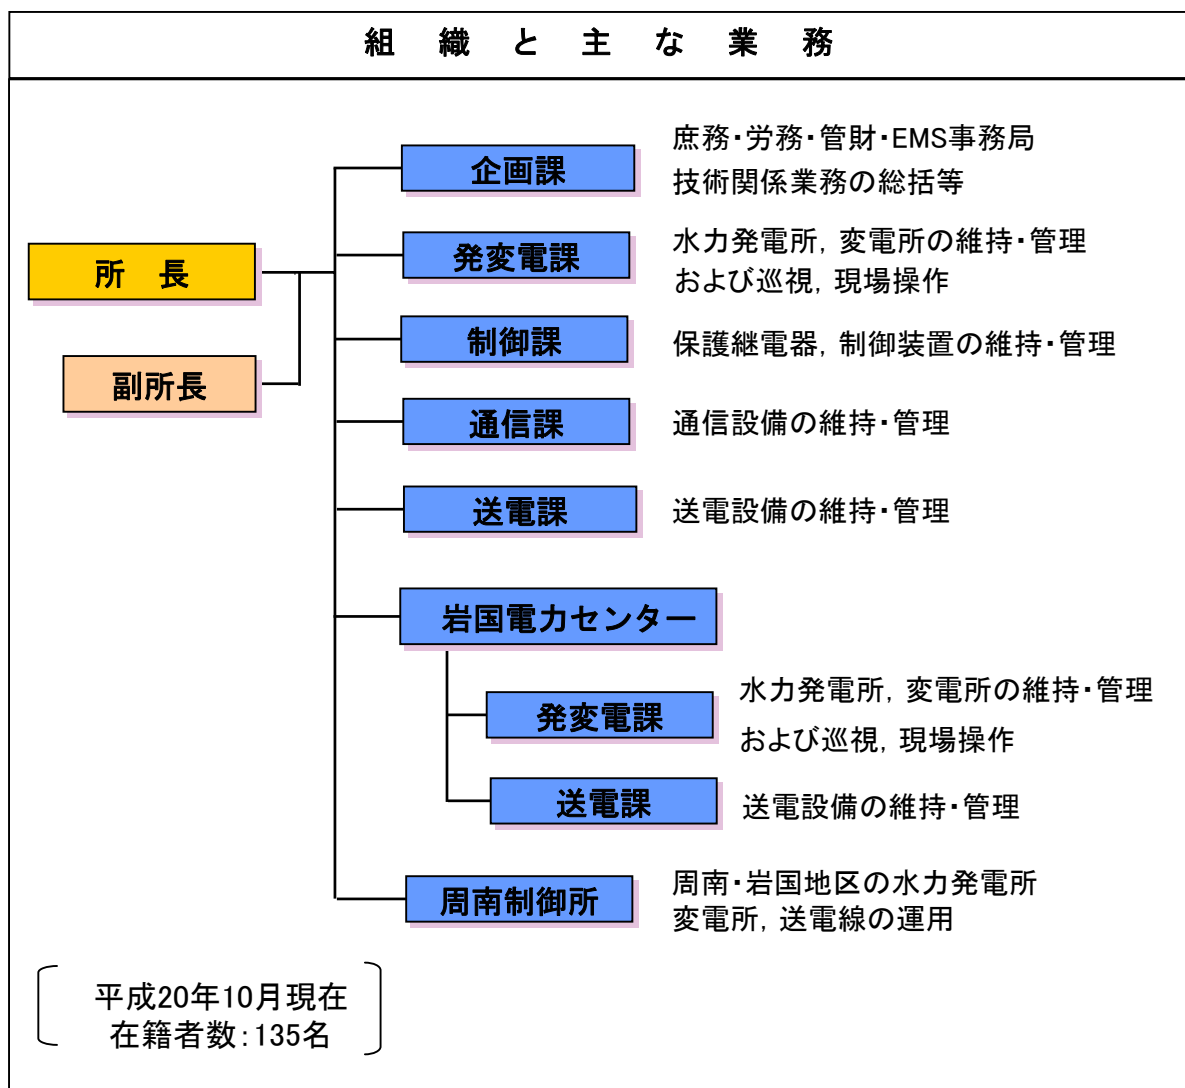 組織と主な業務
企画課
庶務・労務・管財・EMS事務局
技術関係業務の総括等
所長
副所長
発変電課
水力発電所，変電所の維持・管理
および巡視，現場操作
制御課
保護継電器，制御装置の維持・管理
通信課
通信設備の維持・管理
送電課
送電設備の維持・管理
岩国電力センター
発変電課
水力発電所，変電所の維持・管理
および巡視，現場操作
送電課
送電設備の維持・管理
周南制御所
周南・岩国地区の水力発電所
変電所，送電線の運用
平成20年10月現在
在籍者数：135名